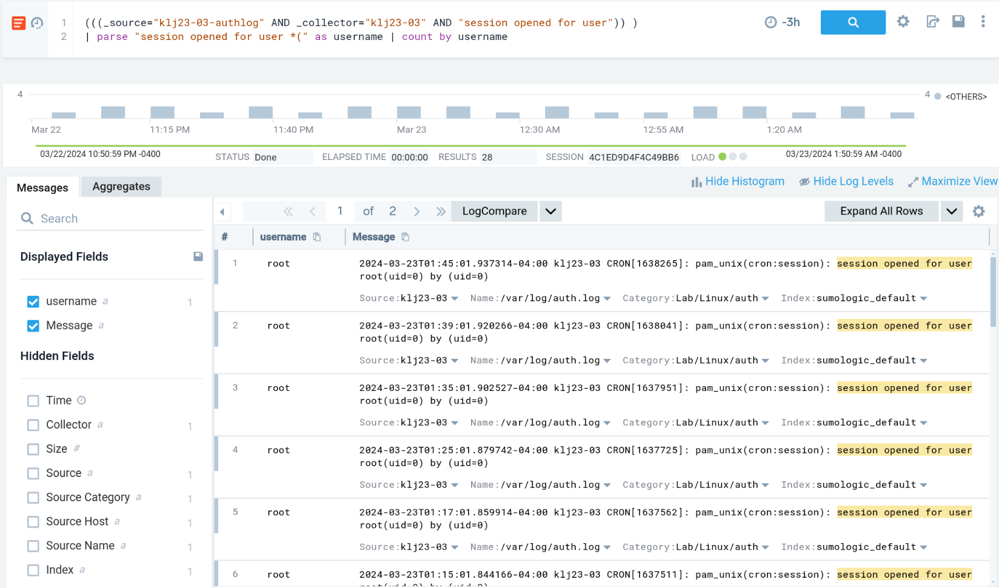 1 (((_source="klj23-03-authlog" AND _collector="klj23-03" AND "session opened for user")) )
2 | parse "session opened for user *(" as username | count by username
-3h
4
4
<OTHERS>
Mar 22 11:15 PM 11:40 PM Mar 23 12:30 AM 12:55 AM 1:20 AM
03/22/2024 10:50:59 PM -0400
STATUS Done ELAPSED TIME 00:00:00 RESULTS 28 SESSION 4C1ED9D4F4C49BB6 LOAD
03/23/2024 1:50:59 AM -0400
Messages Aggregates
Hide Histogram Hide Log Levels Maximize View
Search
Displayed Fields
username a 1
Message a
Hidden Fields
Time
Collector a 1
Size #
Source a 1
Source Category a 1
Source Host a 1
Source Name a 1
Index a 1
1 of 2 LogCompare Expand All Rows
# username Message
1 root 2024-03-23T01:45:01.937314-04:00 klj23-03 CRON[1638265]: pam_unix(cron:session): session opened for user
root(uid=0) by (uid=0)
Source:klj23-03 Name:/var/log/auth.log Category:Lab/Linux/auth Index:sumologic_default
2 root 2024-03-23T01:39:01.920266-04:00 klj23-03 CRON[1638041]: pam_unix(cron:session): session opened for user
root(uid=0) by (uid=0)
Source:klj23-03 Name:/var/log/auth.log Category:Lab/Linux/auth Index:sumologic_default
3 root 2024-03-23T01:35:01.902527-04:00 klj23-03 CRON[1637951]: pam_unix(cron:session): session opened for user
root(uid=0) by (uid=0)
Source:klj23-03 Name:/var/log/auth.log Category:Lab/Linux/auth Index:sumologic_default
4 root 2024-03-23T01:25:01.879742-04:00 klj23-03 CRON[1637725]: pam_unix(cron:session): session opened for user
root(uid=0) by (uid=0)
Source:klj23-03 Name:/var/log/auth.log Category:Lab/Linux/auth Index:sumologic_default
5 root 2024-03-23T01:17:01.859914-04:00 klj23-03 CRON[1637562]: pam_unix(cron:session): session opened for user
root(uid=0) by (uid=0)
Source:klj23-03 Name:/var/log/auth.log Category:Lab/Linux/auth Index:sumologic_default
6 root 2024-03-23T01:15:01.844166-04:00 klj23-03 CRON[1637511]: pam_unix(cron:session): session opened for user